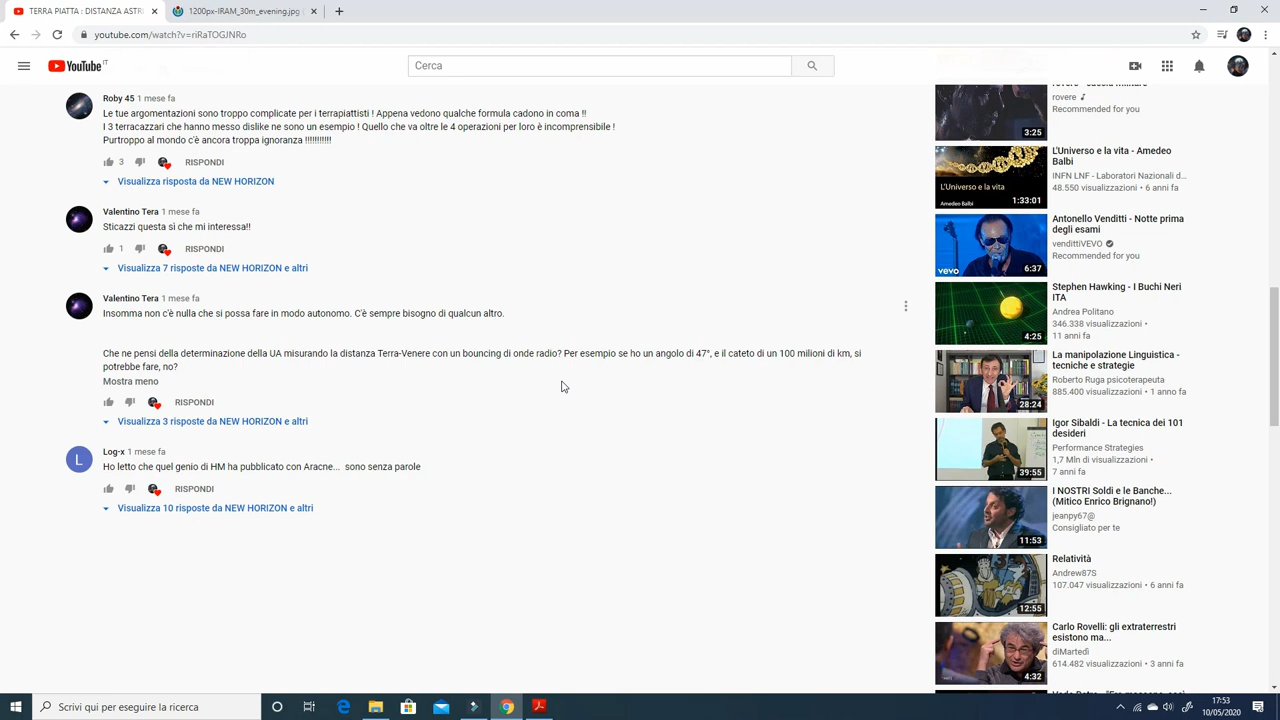 TERRA PIATTA : DISTANZA ASTR
1200px-IRAM_30m_evening.jpg
youtube.com/watch?v=riRaTOGJNRo
YouTube IT
Cerca
Roby 45 1 mese fa
Le tue argomentazioni sono troppo complicate per i terrapiattisti ! Appena vedono qualche formula cadono in coma !!
I 3 terracazzari che hanno messo dislike ne sono un esempio ! Quello che va oltre le 4 operazioni per loro è incomprensibile !
Purtroppo al mondo c'è ancora troppa ignoranza !!!!!!!!!!!
3 RISPONDI
Visualizza risposta da NEW HORIZON
Valentino Tera 1 mese fa
Sticazzi questa sì che mi interessa!!
1 RISPONDI
Visualizza 7 risposte da NEW HORIZON e altri
Valentino Tera 1 mese fa
Insomma non c'è nulla che si possa fare in modo autonomo. C'è sempre bisogno di qualcun altro.
Che ne pensi della determinazione della UA misurando la distanza Terra-Venere con un bouncing di onde radio? Per esempio se ho un angolo di 47°, e il cateto di un 100 milioni di km, si
potrebbe fare, no?
Mostra meno
RISPONDI
Visualizza 3 risposte da NEW HORIZON e altri
L
Log-x 1 mese fa
Ho letto che quel genio di HM ha pubblicato con Aracne... sono senza parole
RISPONDI
Visualizza 10 risposte da NEW HORIZON e altri
rovere ♪
Recommended for you
3:25
L'Universo e la vita - Amedeo
Balbi
INFN LNF - Laboratori Nazionali d...
48.550 visualizzazioni • 6 anni fa
L'Universo e la vita
Amedeo Balbi
1:33:01
Antonello Venditti - Notte prima
degli esami
vendittiVEVO
Recommended for you
vevo
6:37
Stephen Hawking - I Buchi Neri
ITA
Andrea Politano
346.338 visualizzazioni •
11 anni fa
4:25
La manipolazione Linguistica -
tecniche e strategie
Roberto Ruga psicoterapeuta
885.400 visualizzazioni • 1 anno fa
28:24
Igor Sibaldi - La tecnica dei 101
desideri
Performance Strategies
1,7 Mln di visualizzazioni •
7 anni fa
39:55
I NOSTRI Soldi e le Banche...
(Mitico Enrico Brignano!)
jeanpy67@
Consigliato per te
11:53
Relatività
Andrew87S
107.047 visualizzazioni • 6 anni fa
12:55
Carlo Rovelli: gli extraterrestri
esistono ma...
diMartedì
614.482 visualizzazioni • 3 anni fa
4:32
Scrivi qui per eseguire la ricerca
17:53
10/05/2020